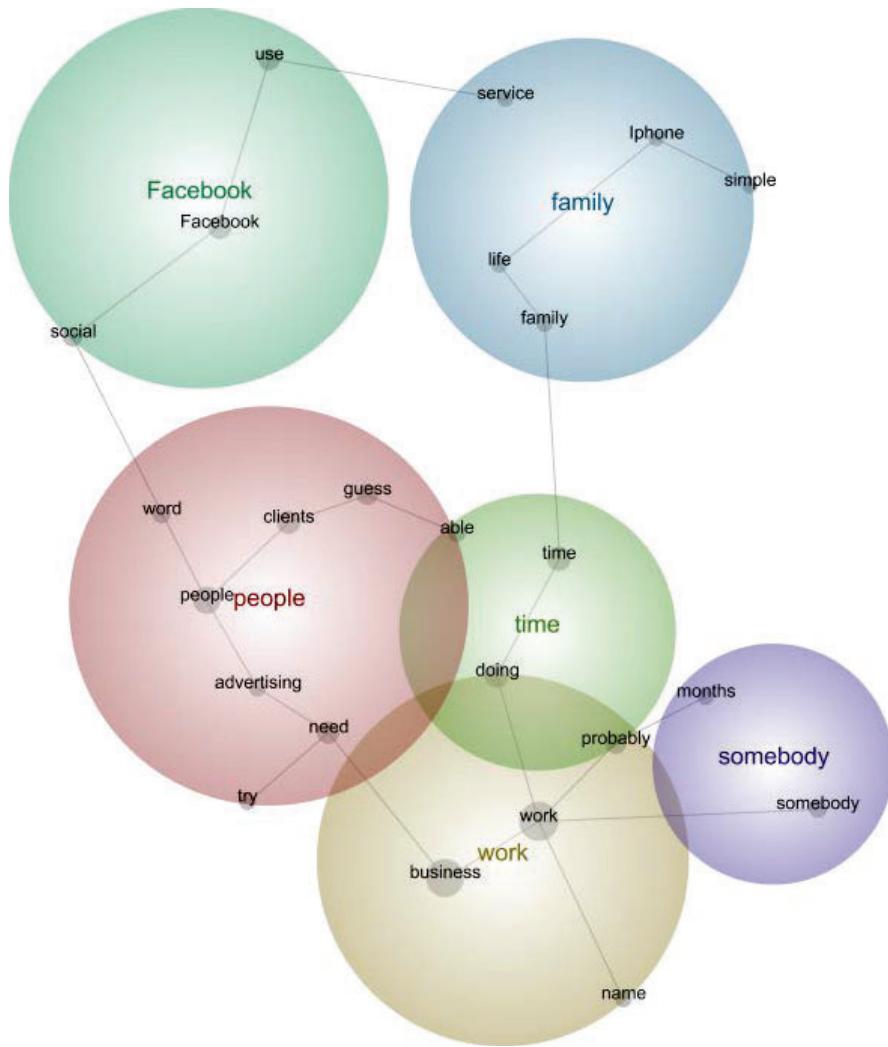 use
service
Iphone
simple
Facebook
family
Facebook
life
family
social
guess
word
clients
able
time
people
people
time
doing
advertising
months
need
probably
somebody
try
somebody
work
work
business
name